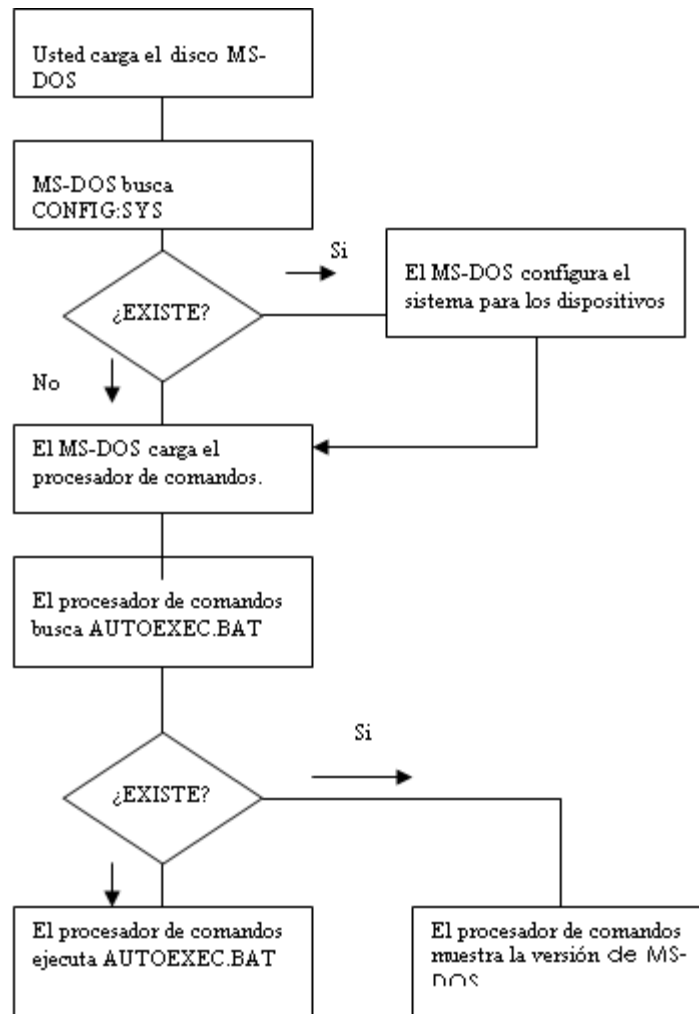 Usted carga el disco MS-
DOS
MS-DOS busca
CONFIG:SYS
Si
¿EXISTE?
El MS-DOS configura el
sistema para los dispositivos
No
El MS-DOS carga el
procesador de comandos.
El procesador de comandos
busca AUTOEXEC.BAT
Si
¿EXISTE?
El procesador de comandos
ejecuta AUTOEXEC.BAT
El procesador de comandos
muestra la versión de MS-
DOS